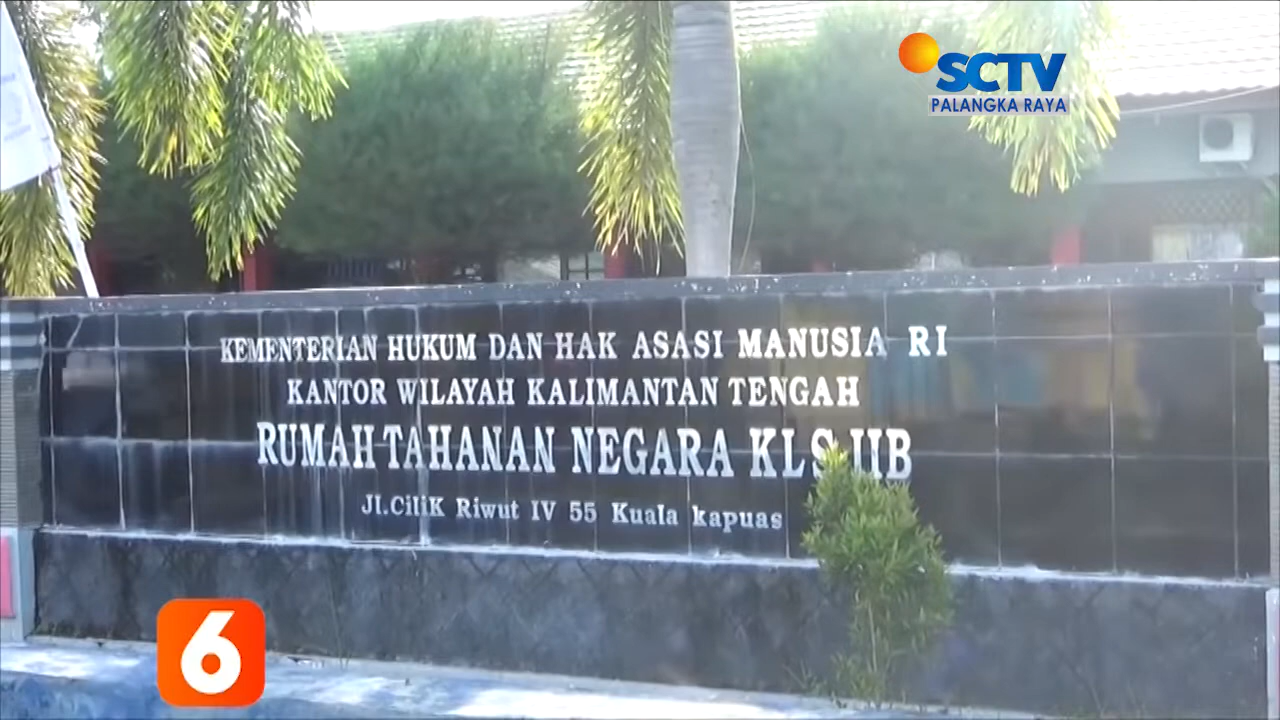 SCTV
PALANGKA RAYA
KEMENTERIAN HUKUM DAN HAK ASASI MANUSIA RI
KANTOR WILAYAH KALIMANTAN TENGAH
RUMAH TAHANAN NEGARA KLS IIB
Jl.CiliK Riwut IV 55 Kuala kapuas
6